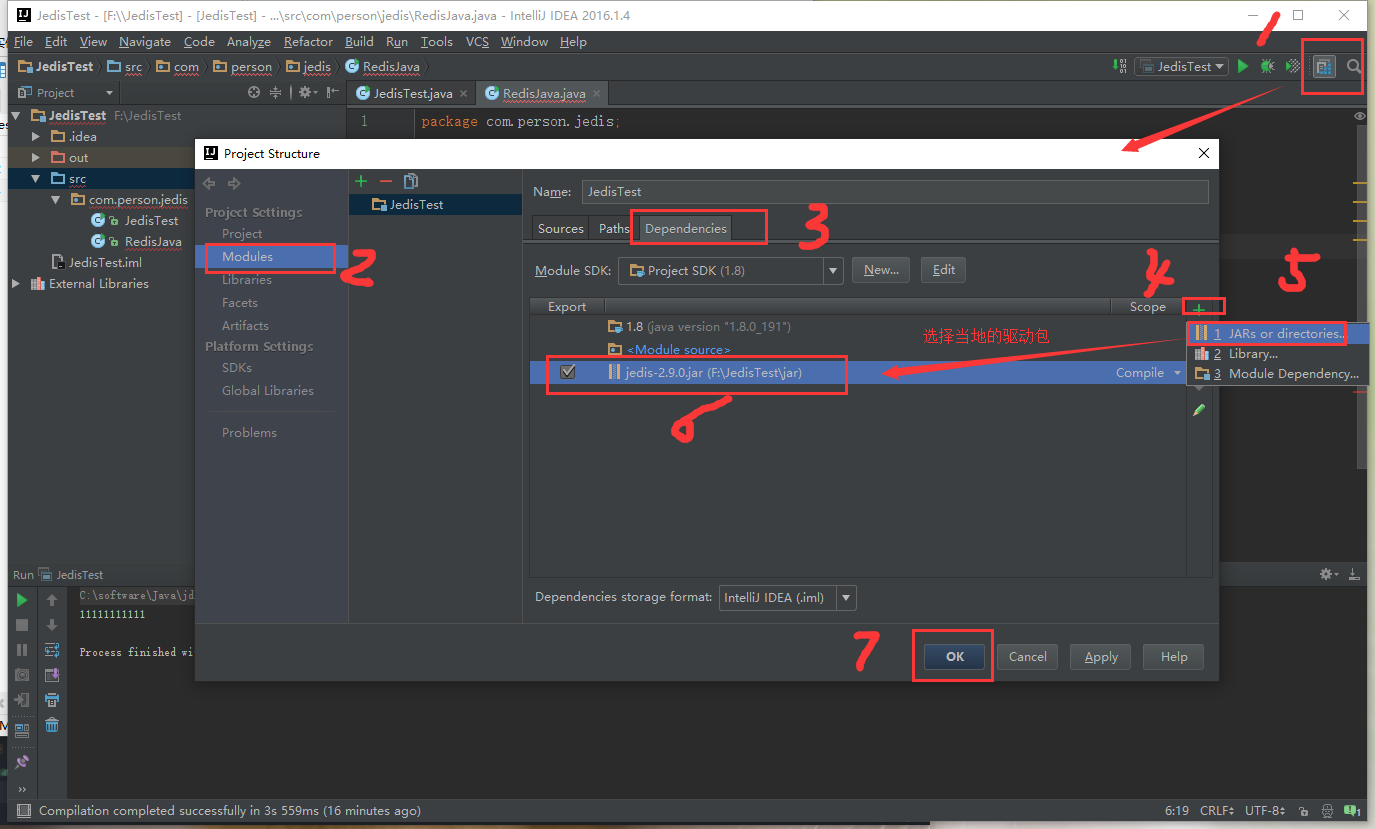 JedisTest - [F:\\JedisTest] - [JedisTest] - ...\src\com\person\jedis\RedisJava.java - IntelliJ IDEA 2016.1.4
File Edit View Navigate Code Analyze Refactor Build Run Tools VCS Window Help
1
JedisTest src com person jedis RedisJava
JedisTest
Project
JedisTest.java RedisJava.java
JedisTest F:\JedisTest
.idea
out
src
com.person.jedis
JedisTest
RedisJava
JedisTest.iml
External Libraries
1 package com.person.jedis;
Project Structure
Project Settings
Project
Modules
Libraries
Facets
Artifacts
Platform Settings
SDKs
Global Libraries
Problems
2
JedisTest
Name: JedisTest
Sources Paths Dependencies
3
Module SDK: Project SDK (1.8) New... Edit
4
5
Export Scope
1.8 (java version "1.8.0_191")
<Module source>
jedis-2.9.0.jar (F:\JedisTest\jar) Compile
选择当地的驱动包
1 JARs or directories...
2 Library...
3 Module Dependency...
6
Dependencies storage format: IntelliJ IDEA (.iml)
7
OK Cancel Apply Help
Run JedisTest
C:\software\Java\jd
11111111111
Process finished wi
Compilation completed successfully in 3s 559ms (16 minutes ago)
6:19 CRLF UTF-8 1